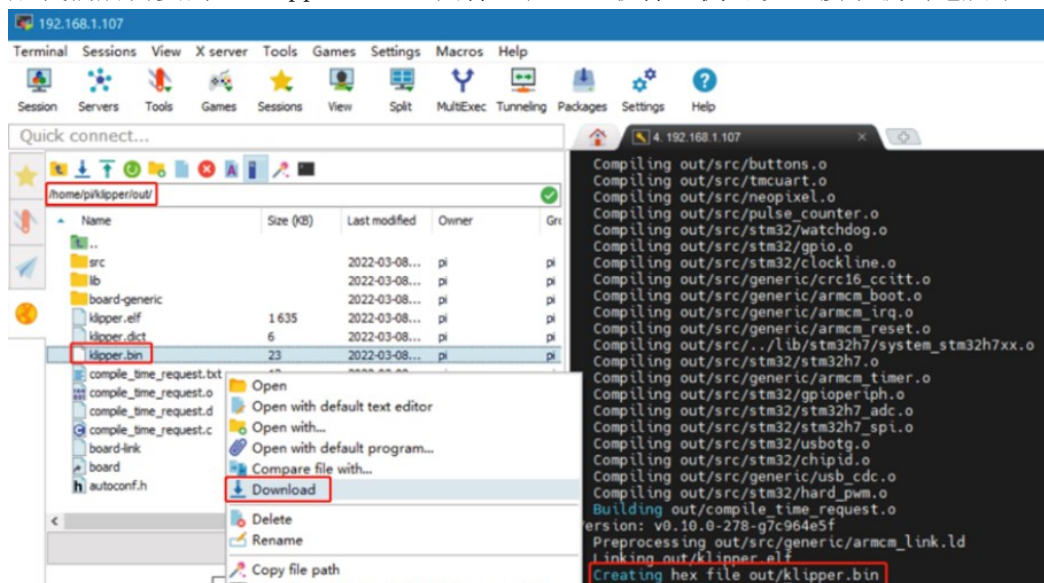 192.168.1.107
Terminal Sessions View X server Tools Games Settings Macros Help
Session Servers Tools Games Sessions View Split MultiExec Tunneling Packages Settings Help
Quick connect...
4. 192.168.1.107
/home/pi/klipper/out/
Name Size (KB) Last modified Owner Gro
..
src 2022-03-08... pi pi
lib 2022-03-08... pi pi
board-generic 2022-03-08... pi pi
klipper.elf 1 635 2022-03-08... pi pi
klipper.dict 6 2022-03-08... pi pi
klipper.bin 23 2022-03-08... pi pi
compile_time_request.txt
compile_time_request.o
compile_time_request.d
compile_time_request.c
board-link
board
autoconf.h
Open
Open with default text editor
Open with...
Open with default program...
Compare file with...
Download
Delete
Rename
Copy file path
Compiling out/src/buttons.o
Compiling out/src/tmcuart.o
Compiling out/src/neopixel.o
Compiling out/src/pulse_counter.o
Compiling out/src/stm32/watchdog.o
Compiling out/src/stm32/gpio.o
Compiling out/src/stm32/clockline.o
Compiling out/src/generic/crc16_ccitt.o
Compiling out/src/generic/armcm_boot.o
Compiling out/src/generic/armcm_irq.o
Compiling out/src/generic/armcm_reset.o
Compiling out/src/../lib/stm32h7/system_stm32h7xx.o
Compiling out/src/stm32/stm32h7.o
Compiling out/src/generic/armcm_timer.o
Compiling out/src/stm32/gpioperiph.o
Compiling out/src/stm32/stm32h7_adc.o
Compiling out/src/stm32/stm32h7_spi.o
Compiling out/src/stm32/usbotg.o
Compiling out/src/stm32/chipid.o
Compiling out/src/generic/usb_cdc.o
Compiling out/src/stm32/hard_pwm.o
Building out/compile_time_request.o
ersion: v0.10.0-278-g7c964e5f
Preprocessing out/src/generic/armcm_link.ld
Linking out/klipper.elf
Creating hex file out/klipper.bin